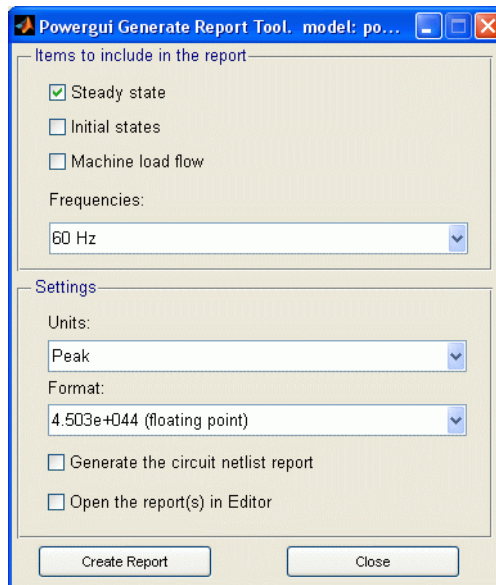 Powergui Generate Report Tool. model: po...
Items to include in the report
Steady state
Initial states
Machine load flow
Frequencies:
60 Hz
Settings
Units:
Peak
Format:
4.503e+044 (floating point)
Generate the circuit netlist report
Open the report(s) in Editor
Create Report
Close